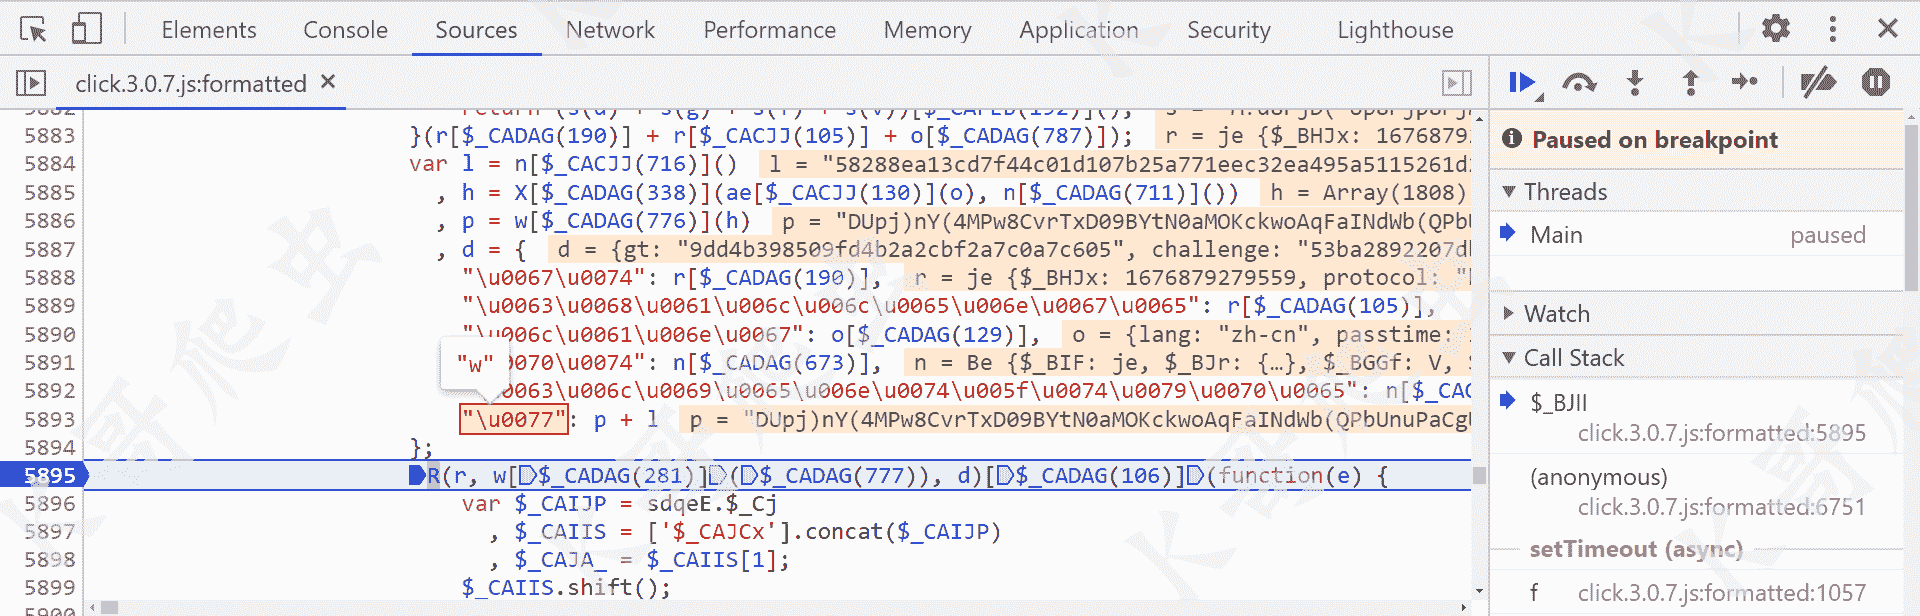 Elements Console Sources Network Performance Memory Application Security Lighthouse
click.3.0.7.js:formatted
5883 }(r[$_CADAG(190)] + r[$_CACJJ(105)] + o[$_CADAG(787)]); r = je {$_BHJx: 16768792
5884 var l = n[$_CACJJ(716)]() l = "58288ea13cd7f44c01d107b25a771eec32ea495a5115261d
5885 , h = X[$_CADAG(338)](ae[$_CACJJ(130)](o), n[$_CADAG(711)]()) h = Array(1808)
5886 , p = w[$_CADAG(776)](h) p = "DUpj)nY(4MPw8CvrTxD09BYtN0aMOKckwoAqFaINdWb(QPbU
5887 , d = { d = {gt: "9dd4b398509fd4b2a2cbf2a7c0a7c605", challenge: "53ba2892207d
5888 "\u0067\u0074": r[$_CADAG(190)], r = je {$_BHJx: 1676879279559, protocol: "
5889 "\u0063\u0068\u0061\u006c\u006c\u0065\u006e\u0067\u0065": r[$_CADAG(105)],
5890 "\u006c\u0061\u006e\u0067": o[$_CADAG(129)], o = {lang: "zh-cn", passtime:
"w"
5891 0070\u0074": n[$_CADAG(673)], n = Be {$_BIF: je, $_BJr: {…}, $_BGGf: V,
5892 0063\u006c\u0069\u0065\u006e\u0074\u005f\u0074\u0079\u0070\u0065": n[$_CAC
5893 "\u0077": p + l p = "DUpj)nY(4MPw8CvrTxD09BYtN0aMOKckwoAqFaINdWb(QPbUnuPaCg
5894 };
5895 R(r, w[$_CADAG(281)]($_CADAG(777)), d)[$_CADAG(106)](function(e) {
5896 var $_CAIJP = sdqeE.$_Cj
5897 , $_CAIIS = ['$_CAJCx'].concat($_CAIJP)
5898 , $_CAJA_ = $_CAIIS[1];
5899 $_CAIIS.shift();
Paused on breakpoint
Threads
Main paused
Watch
Call Stack
$_BJII
click.3.0.7.js:formatted:5895
(anonymous)
click.3.0.7.js:formatted:6751
setTimeout (async)
f click.3.0.7.js:formatted:1057
K哥爬虫